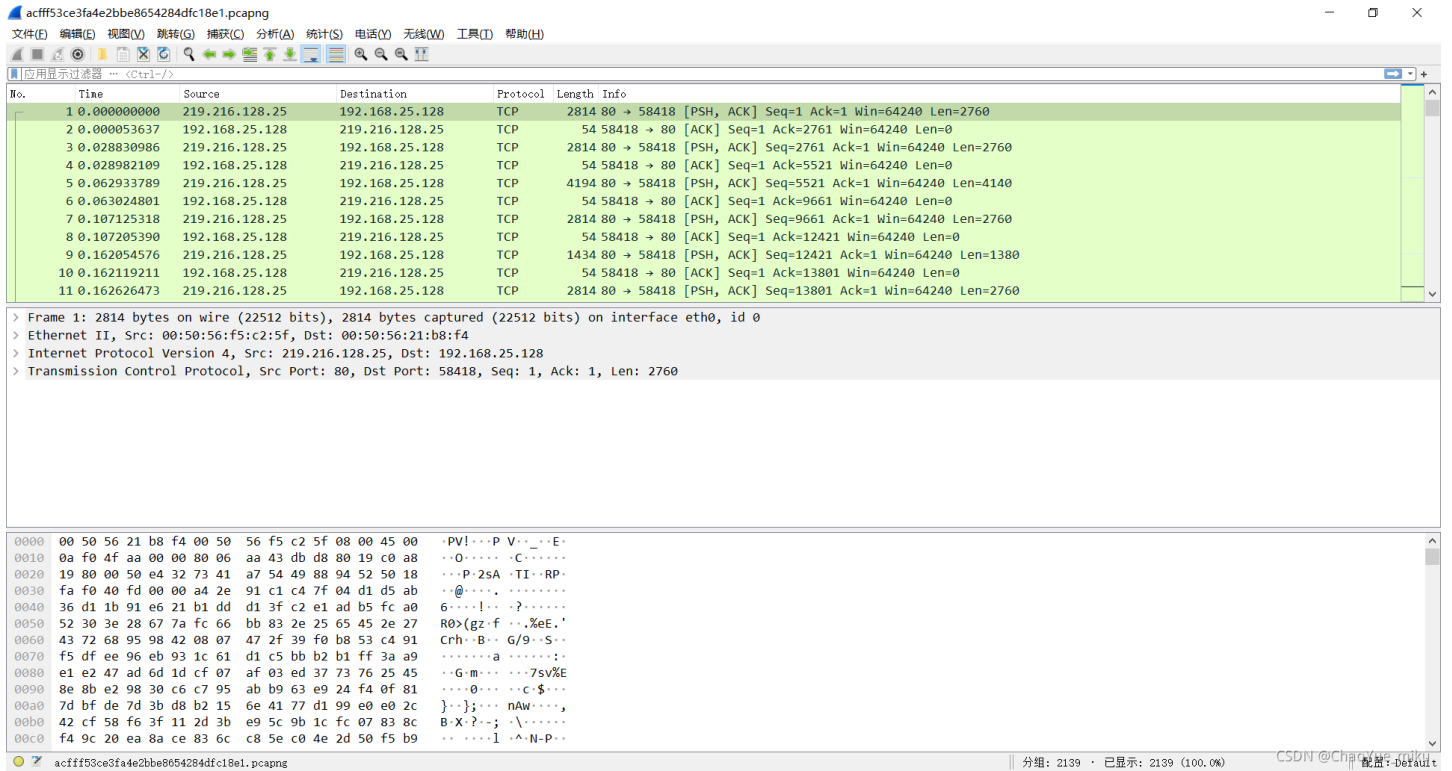 acfff53ce3fa4e2bbe8654284dfc18e1.pcapng
文件(F) 编辑(E) 视图(V) 跳转(G) 捕获(C) 分析(A) 统计(S) 电话(Y) 无线(W) 工具(T) 帮助(H)
应用显示过滤器 … <Ctrl-/>
No. Time Source Destination Protocol Length Info
1 0.000000000 219.216.128.25 192.168.25.128 TCP 2814 80 → 58418 [PSH, ACK] Seq=1 Ack=1 Win=64240 Len=2760
2 0.000053637 192.168.25.128 219.216.128.25 TCP 54 58418 → 80 [ACK] Seq=1 Ack=2761 Win=64240 Len=0
3 0.028830986 219.216.128.25 192.168.25.128 TCP 2814 80 → 58418 [PSH, ACK] Seq=2761 Ack=1 Win=64240 Len=2760
4 0.028982109 192.168.25.128 219.216.128.25 TCP 54 58418 → 80 [ACK] Seq=1 Ack=5521 Win=64240 Len=0
5 0.062933789 219.216.128.25 192.168.25.128 TCP 4194 80 → 58418 [PSH, ACK] Seq=5521 Ack=1 Win=64240 Len=4140
6 0.063024801 192.168.25.128 219.216.128.25 TCP 54 58418 → 80 [ACK] Seq=1 Ack=9661 Win=64240 Len=0
7 0.107125318 219.216.128.25 192.168.25.128 TCP 2814 80 → 58418 [PSH, ACK] Seq=9661 Ack=1 Win=64240 Len=2760
8 0.107205390 192.168.25.128 219.216.128.25 TCP 54 58418 → 80 [ACK] Seq=1 Ack=12421 Win=64240 Len=0
9 0.162054576 219.216.128.25 192.168.25.128 TCP 1434 80 → 58418 [PSH, ACK] Seq=12421 Ack=1 Win=64240 Len=1380
10 0.162119211 192.168.25.128 219.216.128.25 TCP 54 58418 → 80 [ACK] Seq=1 Ack=13801 Win=64240 Len=0
11 0.162626473 219.216.128.25 192.168.25.128 TCP 2814 80 → 58418 [PSH, ACK] Seq=13801 Ack=1 Win=64240 Len=2760
Frame 1: 2814 bytes on wire (22512 bits), 2814 bytes captured (22512 bits) on interface eth0, id 0
Ethernet II, Src: 00:50:56:f5:c2:5f, Dst: 00:50:56:21:b8:f4
Internet Protocol Version 4, Src: 219.216.128.25, Dst: 192.168.25.128
Transmission Control Protocol, Src Port: 80, Dst Port: 58418, Seq: 1, Ack: 1, Len: 2760
0000 00 50 56 21 b8 f4 00 50 56 f5 c2 5f 08 00 45 00 ·PV!···P V··_··E·
0010 0a f0 4f aa 00 00 80 06 aa 43 db d8 80 19 c0 a8 ··O····· ·C······
0020 19 80 00 50 e4 32 73 41 a7 54 49 88 94 52 50 18 ···P·2sA ·TI··RP·
0030 fa f0 40 fd 00 00 a4 2e 91 c1 c4 7f 04 d1 d5 ab ··@····. ········
0040 36 d1 1b 91 e6 21 b1 dd d1 3f c2 e1 ad b5 fc a0 6····!·· ·?······
0050 52 30 3e 28 67 7a fc 66 bb 83 2e 25 65 45 2e 27 R0>(gz·f ··.%eE.'
0060 43 72 68 95 98 42 08 07 47 2f 39 f0 b8 53 c4 91 Crh··B·· G/9··S··
0070 f5 df ee 96 eb 93 1c 61 d1 c5 bb b2 b1 ff 3a a9 ·······a ······:·
0080 e1 e2 47 ad 6d 1d cf 07 af 03 ed 37 73 76 25 45 ··G·m··· ···7sv%E
0090 8e 8b e2 98 30 c6 c7 95 ab b9 63 e9 24 f4 0f 81 ····0··· ··c·$···
00a0 7d bf de 7d 3b d8 b2 15 6e 41 77 d1 99 e0 e0 2c }··};··· nAw····,
00b0 42 cf 58 f6 3f 11 2d 3b e9 5c 9b 1c fc 07 83 8c B·X·?·-; ·\······
00c0 f4 9c 20 ea 8a ce 83 6c c8 5e c0 4e 2d 50 f5 b9 ·· ····l ·^·N-P··
acfff53ce3fa4e2bbe8654284dfc18e1.pcapng 分组: 2139 · 已显示: 2139 (100.0%) 配置: Default
CSDN @ChaoYue_miku